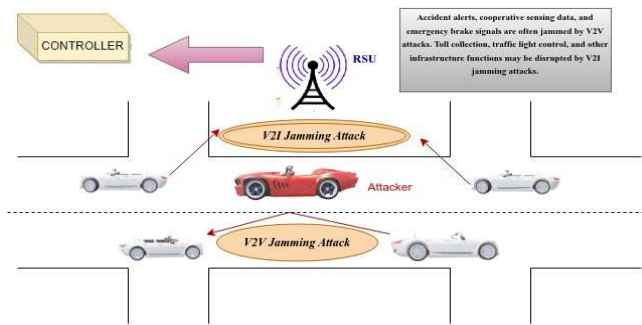 CONTROLLER
RSU
Accident alerts, cooperative sensing data, and
emergency brake signals are often jammed by V2V
attacks. Toll collection, traffic light control, and other
infrastructure functions may be disrupted by V2I
jamming attacks.
V2I Jamming Attack
Attacker
V2V Jamming Attack